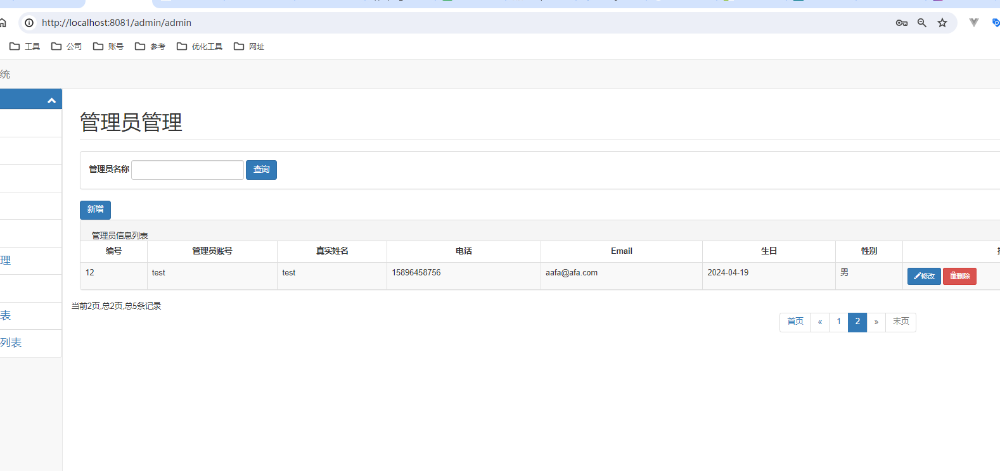 http://localhost:8081/admin/admin
工具 公司 账号 参考 优化工具 网址
统
管理员管理
管理员名称 查询
新增
管理员信息列表
编号 管理员账号 真实姓名 电话 Email 生日 性别
12 test test 15896458756 aafa@afa.com 2024-04-19 男 修改 删除
理
当前2页,总2页,总5条记录
表
首页 « 1 2 » 末页
列表